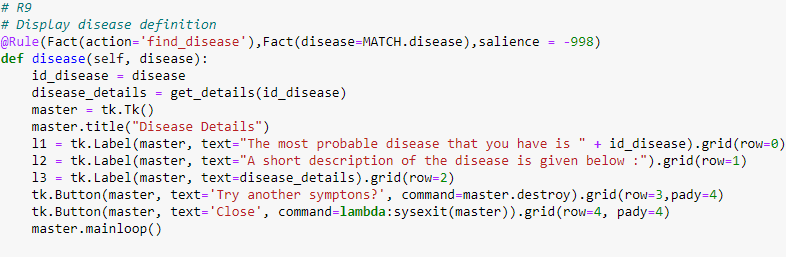 # R9
# Display disease definition
@Rule(Fact(action='find_disease'),Fact(disease=MATCH.disease),salience = -998)
def disease(self, disease):
    id_disease = disease
    disease_details = get_details(id_disease)
    master = tk.Tk()
    master.title("Disease Details")
    l1 = tk.Label(master, text="The most probable disease that you have is " + id_disease).grid(row=0)
    l2 = tk.Label(master, text="A short description of the disease is given below :").grid(row=1)
    l3 = tk.Label(master, text=disease_details).grid(row=2)
    tk.Button(master, text='Try another symptons?', command=master.destroy).grid(row=3,pady=4)
    tk.Button(master, text='Close', command=lambda:sysexit(master)).grid(row=4, pady=4)
    master.mainloop()